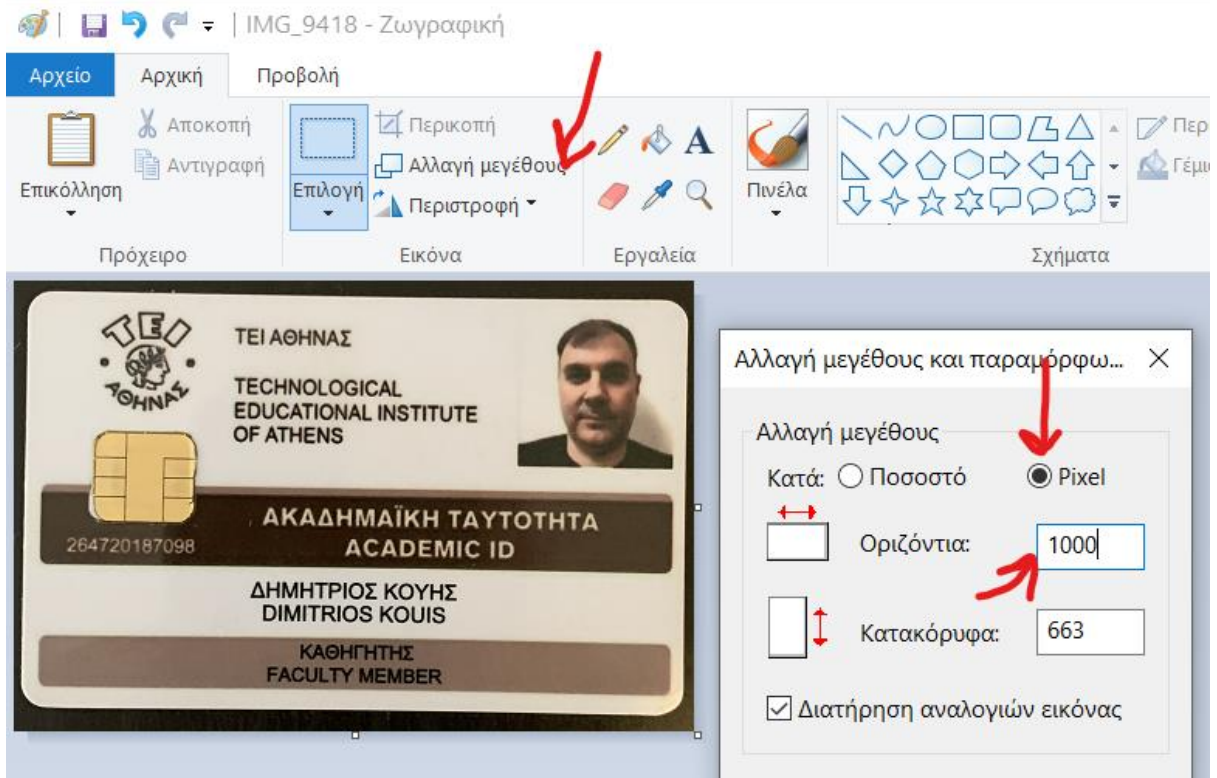 IMG_9418 - Ζωγραφική
Αρχείο Αρχική Προβολή
Επικόλληση
Αποκοπή
Αντιγραφή
Πρόχειρο
Επιλογή
Περικοπή
Αλλαγή μεγέθους
Περιστροφή
Εικόνα
A
Εργαλεία
Πινέλα
Σχήματα
Περ
Γέμι
ΤΕΙ
ΑΘΗΝΑΣ
ΤΕΙ ΑΘΗΝΑΣ
TECHNOLOGICAL
EDUCATIONAL INSTITUTE
OF ATHENS
264720187098
ΑΚΑΔΗΜΑΪΚΗ ΤΑΥΤΟΤΗΤΑ
ACADEMIC ID
ΔΗΜΗΤΡΙΟΣ ΚΟΥΗΣ
DIMITRIOS KOUIS
ΚΑΘΗΓΗΤΗΣ
FACULTY MEMBER
Αλλαγή μεγέθους και παραμόρφω...
Αλλαγή μεγέθους
Κατά: Ποσοστό Pixel
Οριζόντια: 1000
Κατακόρυφα: 663
Διατήρηση αναλογιών εικόνας